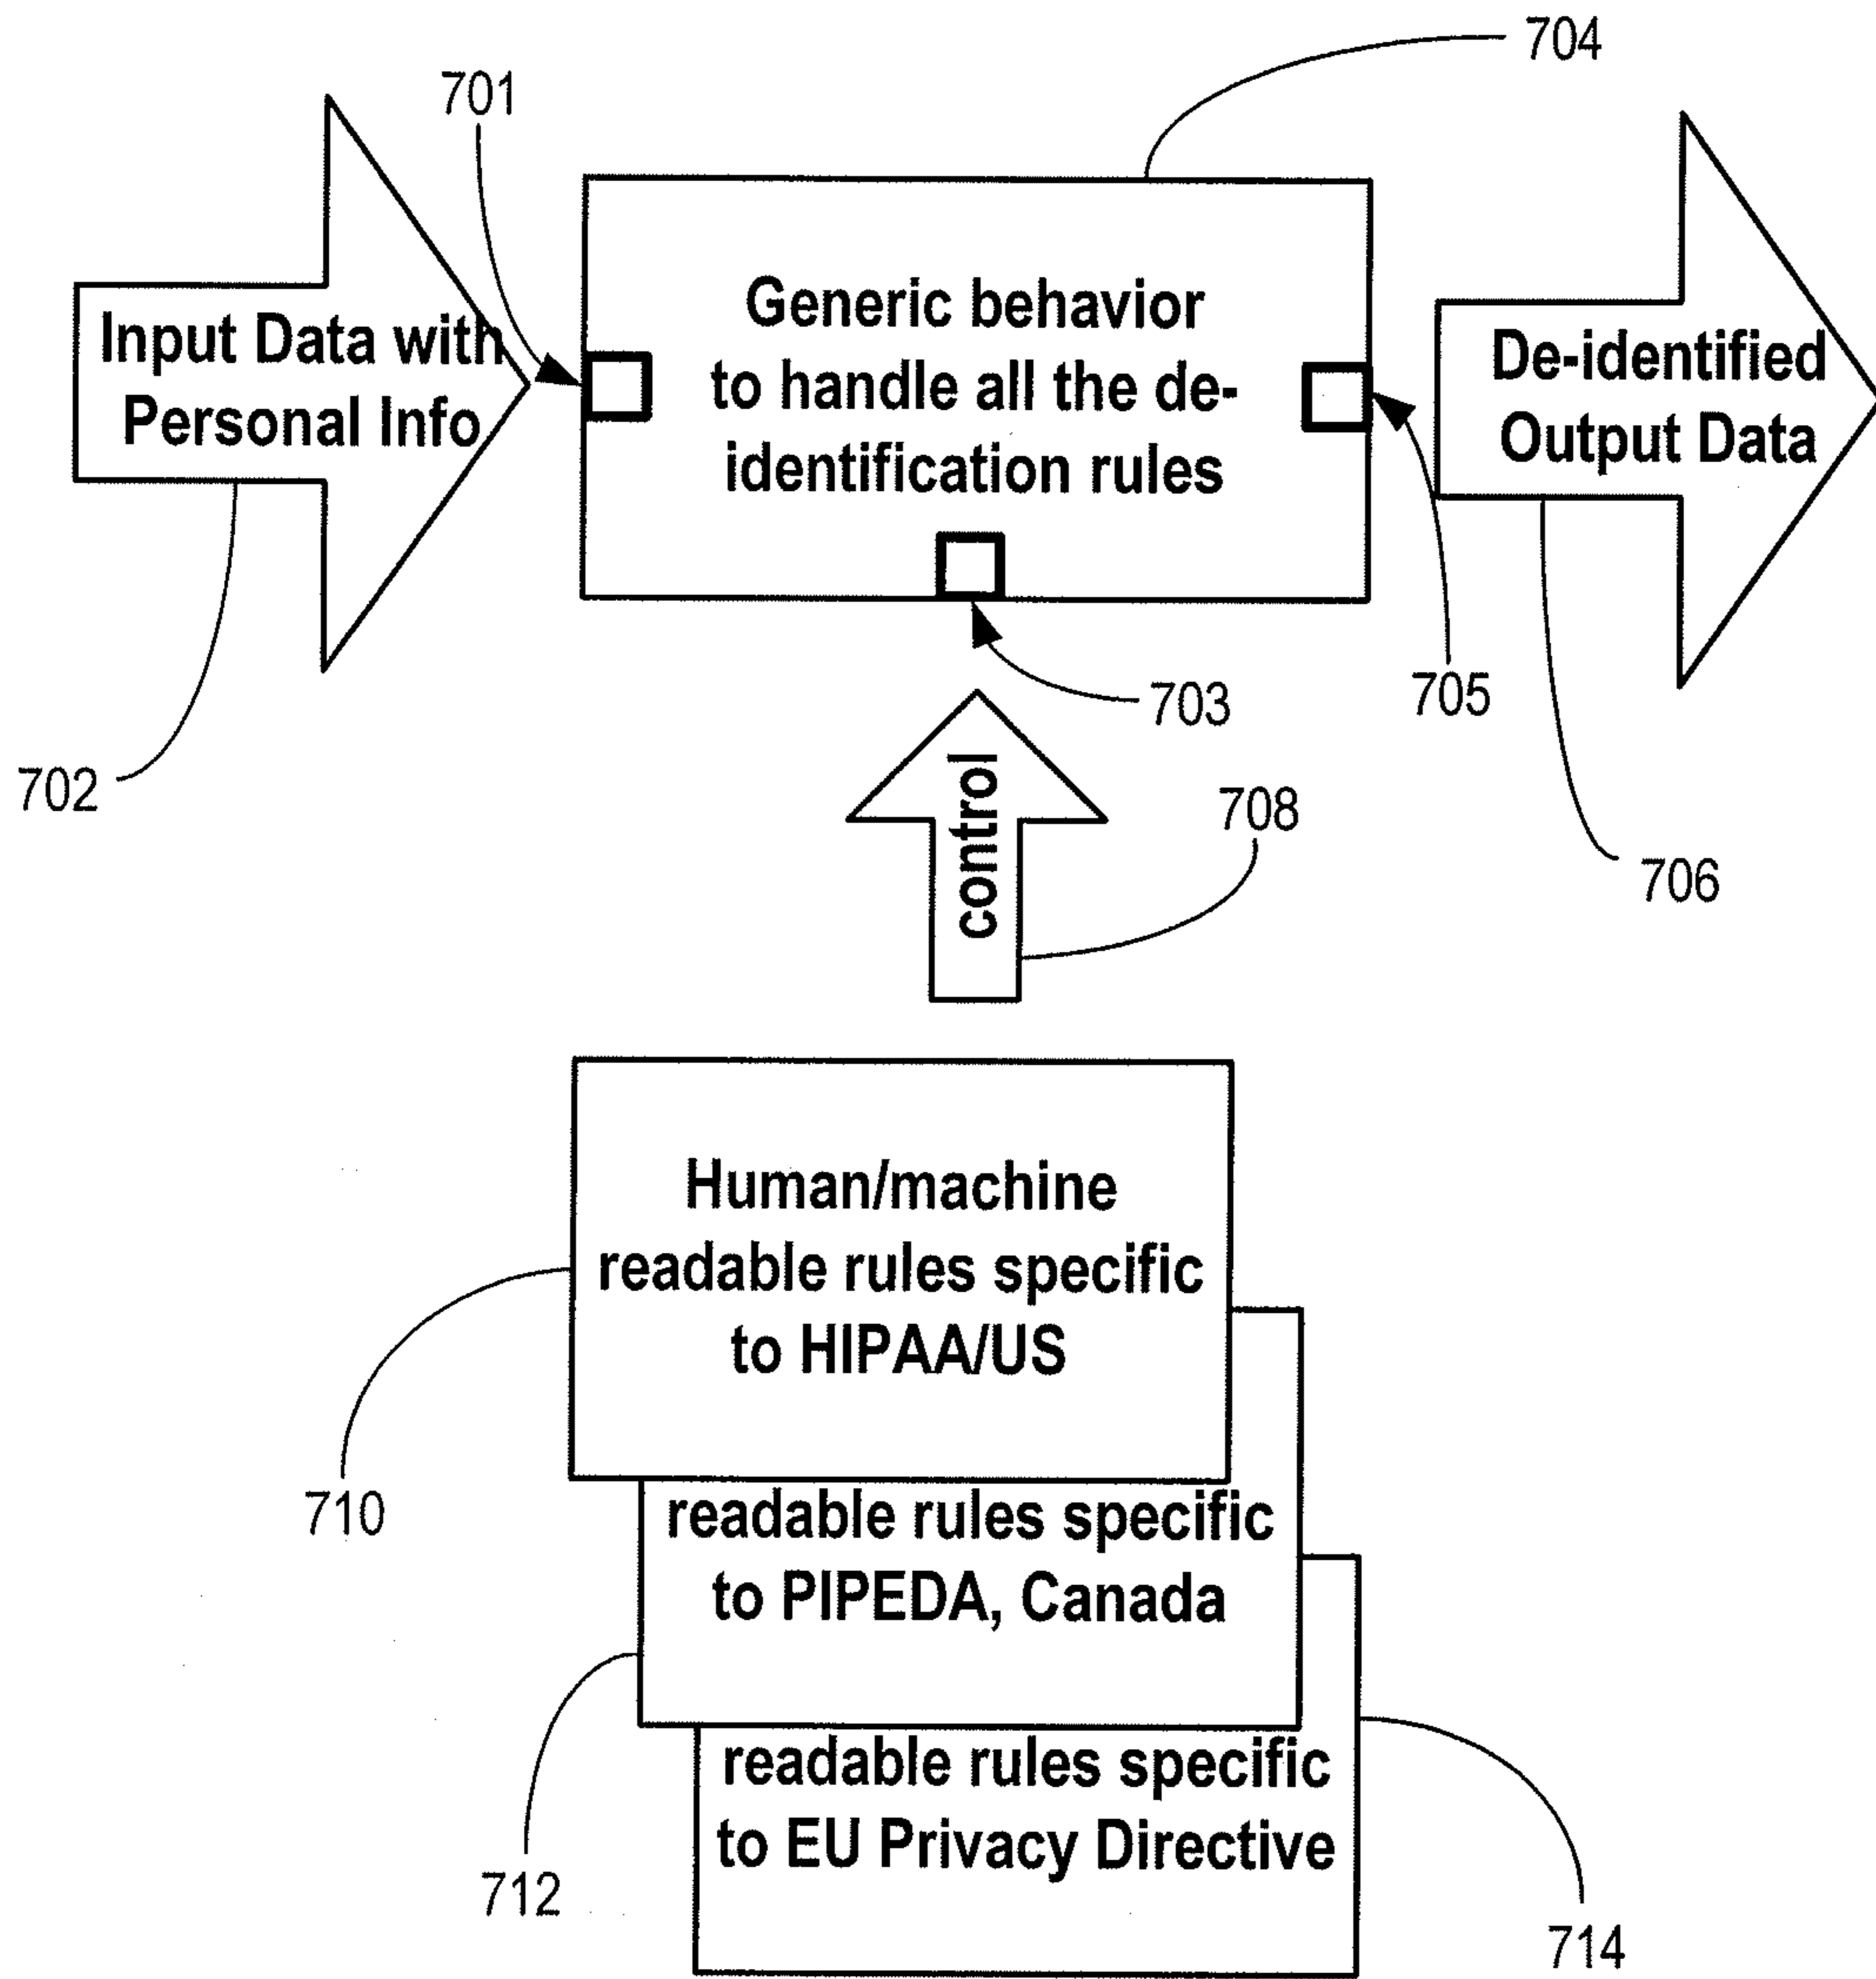 704
701
Generic behavior
to handle all the de-
identification rules
Input Data with
Personal Info
De-identified
Output Data
703
705
702
control
708
706
Human/machine
readable rules specific
to HIPAA/US
710
readable rules specific
to PIPEDA, Canada
712
readable rules specific
to EU Privacy Directive
714